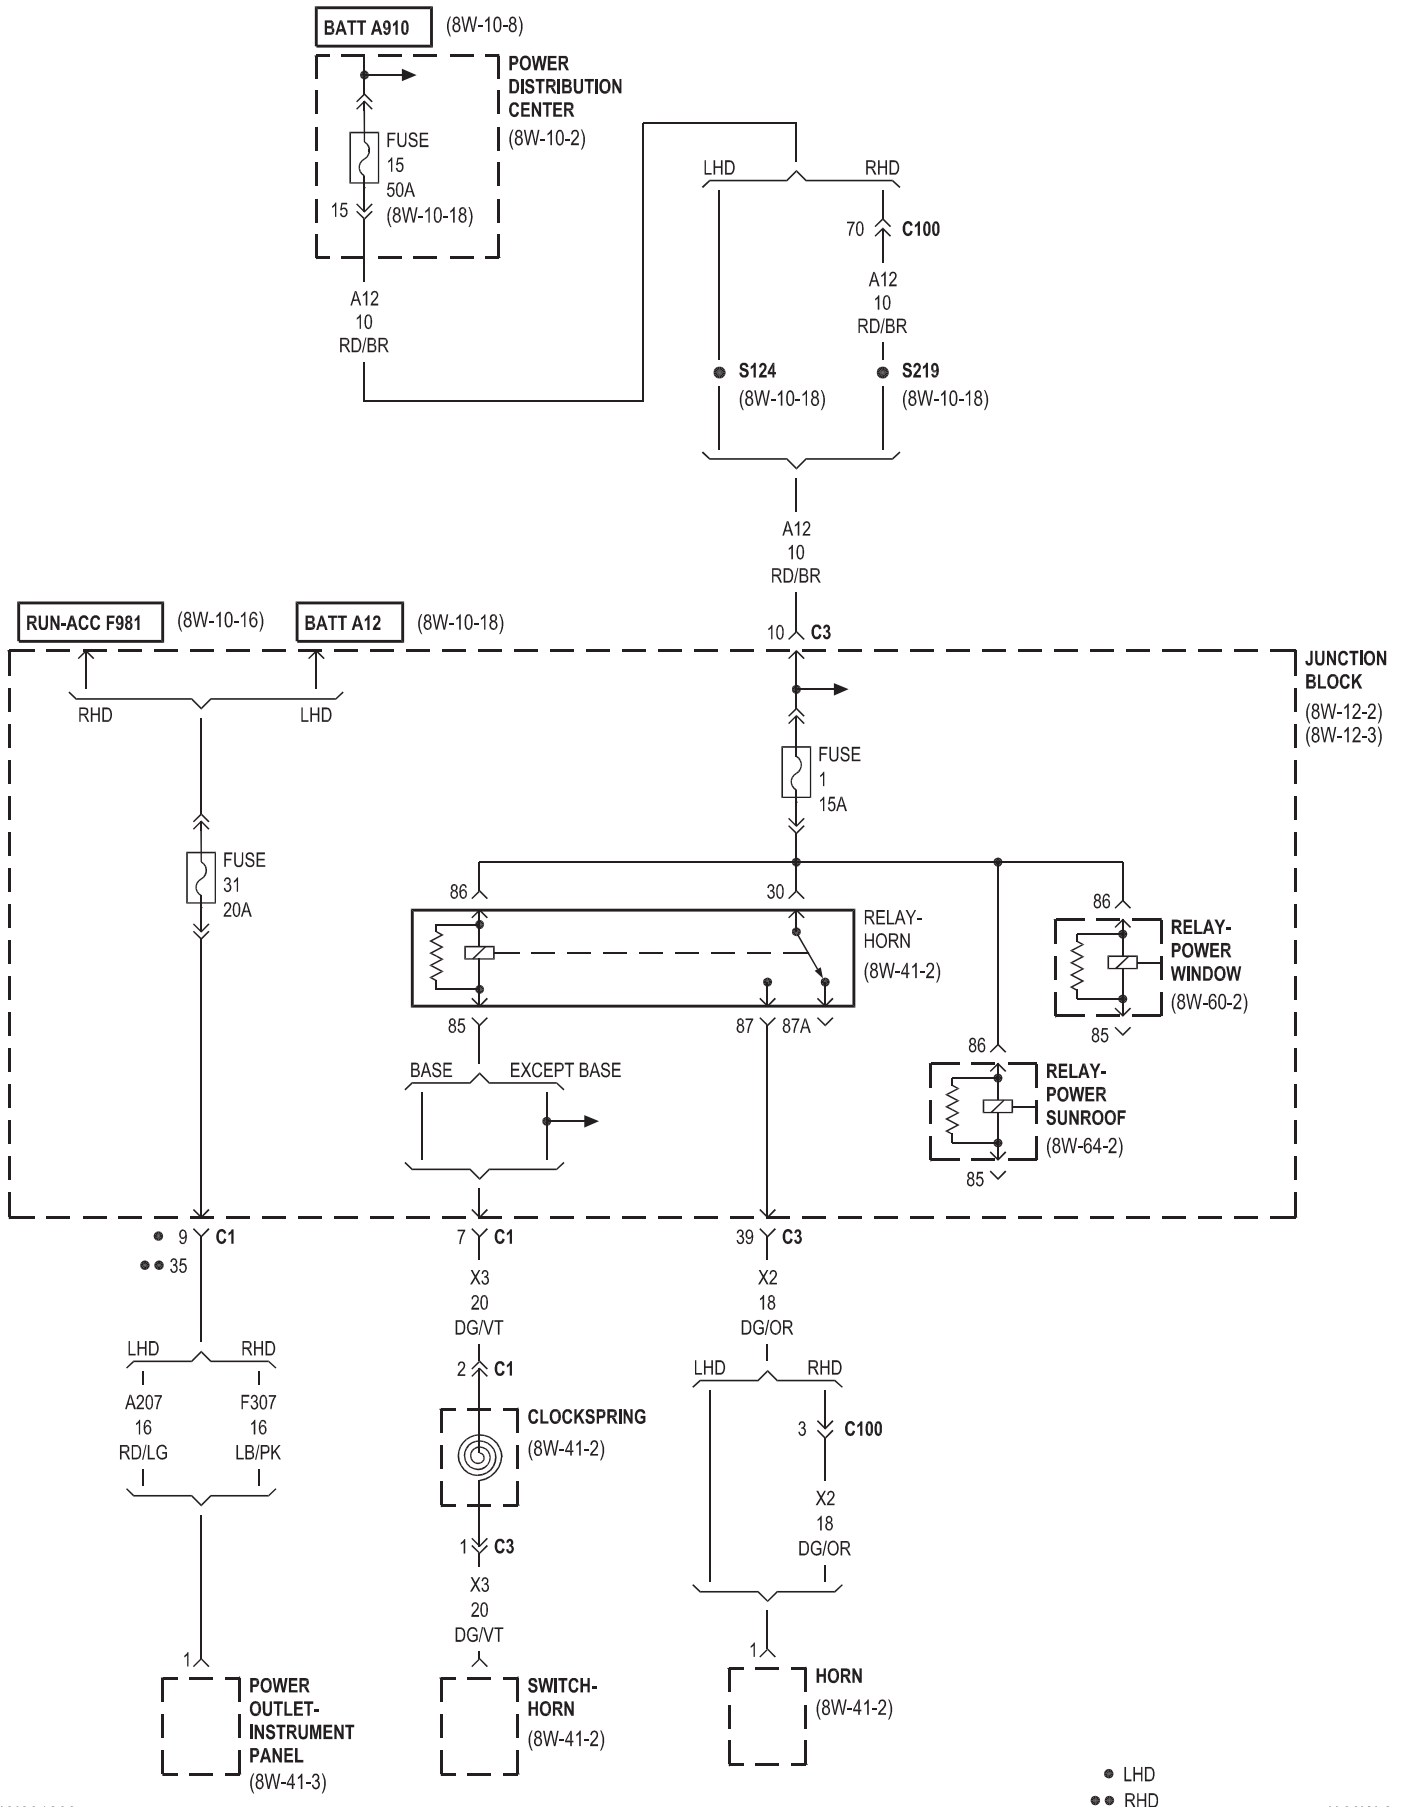 BATT A910 (8W-10-8)
POWER
DISTRIBUTION
CENTER
(8W-10-2)
FUSE
15
50A
(8W-10-18)
15
A12
10
RD/BR
LHD RHD
70 C100
A12
10
RD/BR
S124
(8W-10-18)
S219
(8W-10-18)
A12
10
RD/BR
10 C3
RUN-ACC F981 (8W-10-16)
BATT A12 (8W-10-18)
JUNCTION
BLOCK
(8W-12-2)
(8W-12-3)
RHD LHD
FUSE
1
15A
FUSE
31
20A
86
30
RELAY-
HORN
(8W-41-2)
86
RELAY-
POWER
WINDOW
(8W-60-2)
85
85
87
87A
86
RELAY-
POWER
SUNROOF
(8W-64-2)
85
BASE EXCEPT BASE
• 9 C1
•• 35
7 C1
39 C3
X3
20
DG/VT
X2
18
DG/OR
LHD RHD
A207
16
RD/LG
F307
16
LB/PK
2 C1
CLOCKSPRING
(8W-41-2)
1 C3
X3
20
DG/VT
LHD RHD
3 C100
X2
18
DG/OR
1
POWER
OUTLET-
INSTRUMENT
PANEL
(8W-41-3)
SWITCH-
HORN
(8W-41-2)
1
HORN
(8W-41-2)
• LHD
•• RHD